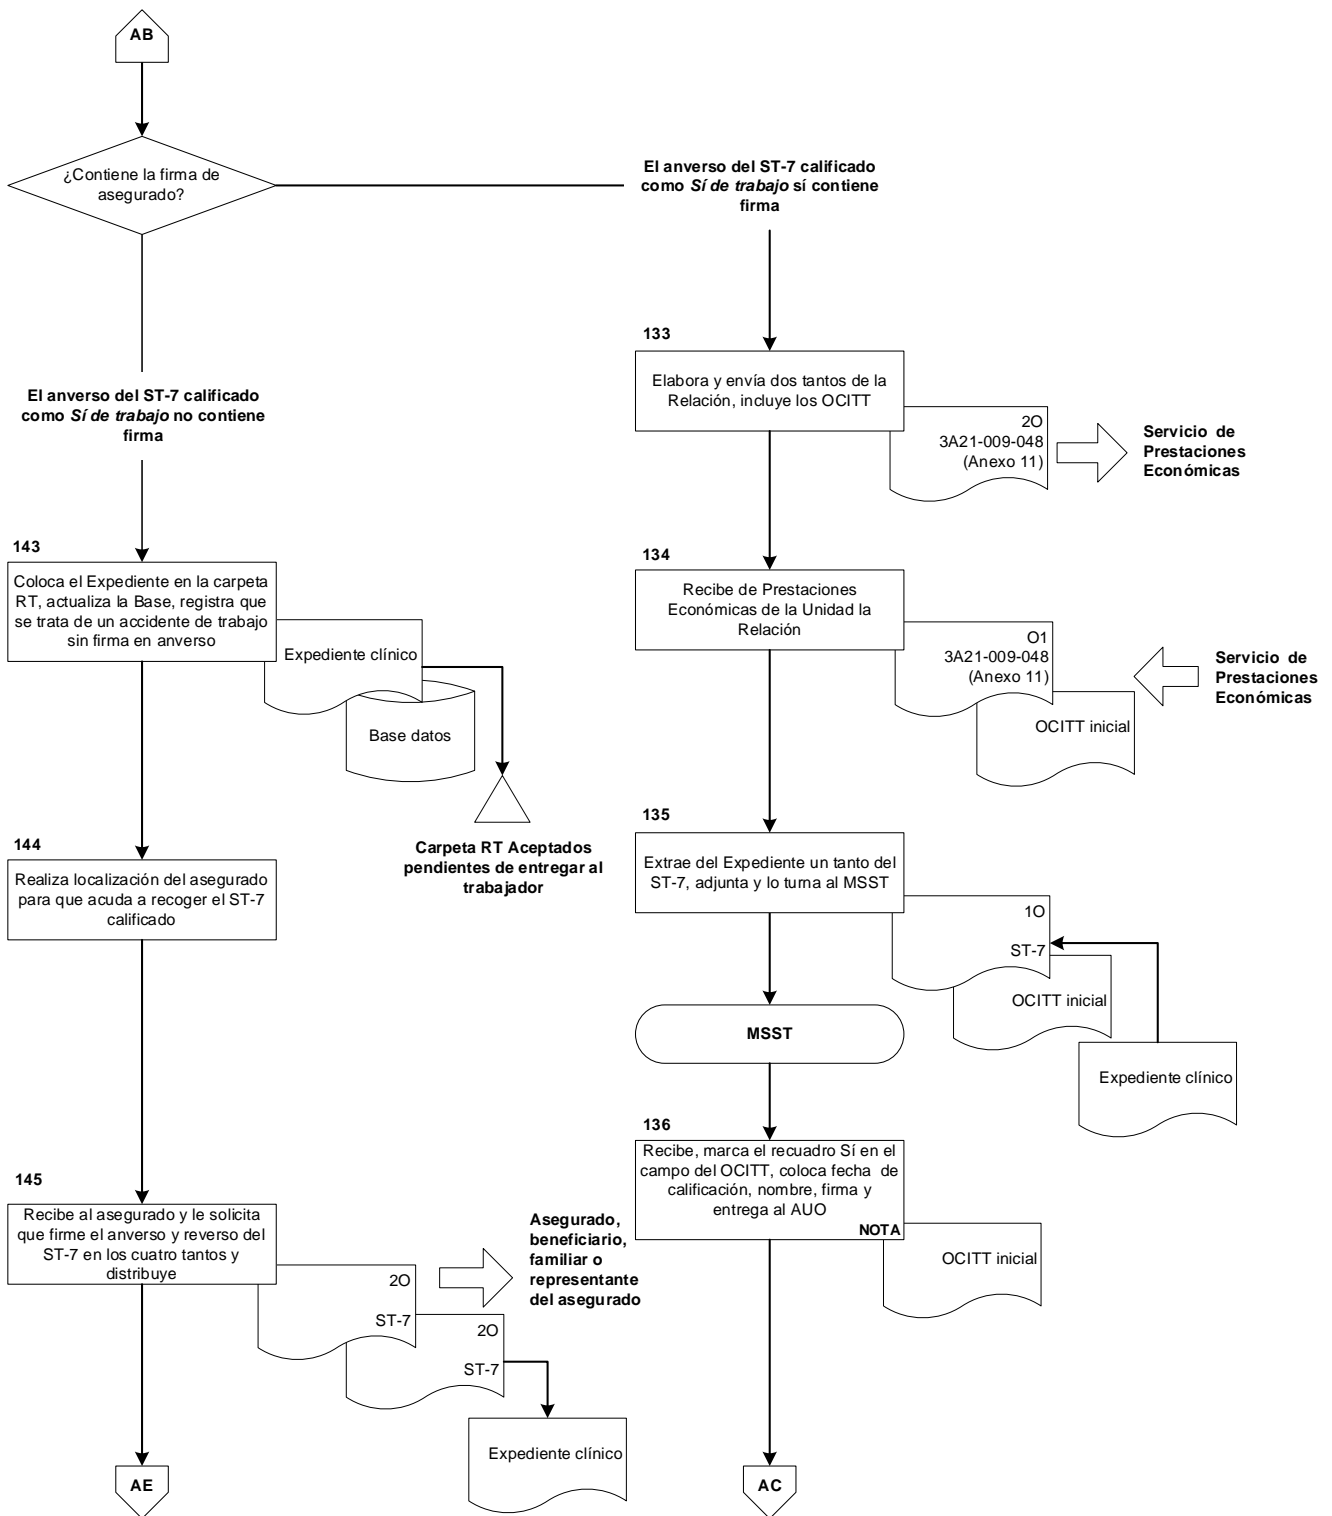 AB
¿Contiene la firma de
asegurado?
El anverso del ST-7 calificado
como Sí de trabajo sí contiene
firma
El anverso del ST-7 calificado
como Sí de trabajo no contiene
firma
133
Elabora y envía dos tantos de la
Relación, incluye los OCITT
2O
3A21-009-048
(Anexo 11)
Servicio de
Prestaciones
Económicas
134
Recibe de Prestaciones
Económicas de la Unidad la
Relación
O1
3A21-009-048
(Anexo 11)
OCITT inicial
Servicio de
Prestaciones
Económicas
135
Extrae del Expediente un tanto del
ST-7, adjunta y lo turna al MSST
1O
ST-7
OCITT inicial
Expediente clínico
MSST
136
Recibe, marca el recuadro Sí en el
campo del OCITT, coloca fecha de
calificación, nombre, firma y
entrega al AUO
NOTA
OCITT inicial
AC
143
Coloca el Expediente en la carpeta
RT, actualiza la Base, registra que
se trata de un accidente de trabajo
sin firma en anverso
Expediente clínico
Base datos
Carpeta RT Aceptados
pendientes de entregar al
trabajador
144
Realiza localización del asegurado
para que acuda a recoger el ST-7
calificado
145
Recibe al asegurado y le solicita
que firme el anverso y reverso del
ST-7 en los cuatro tantos y
distribuye
2O
ST-7
2O
ST-7
Asegurado,
beneficiario,
familiar o
representante
del asegurado
Expediente clínico
AE